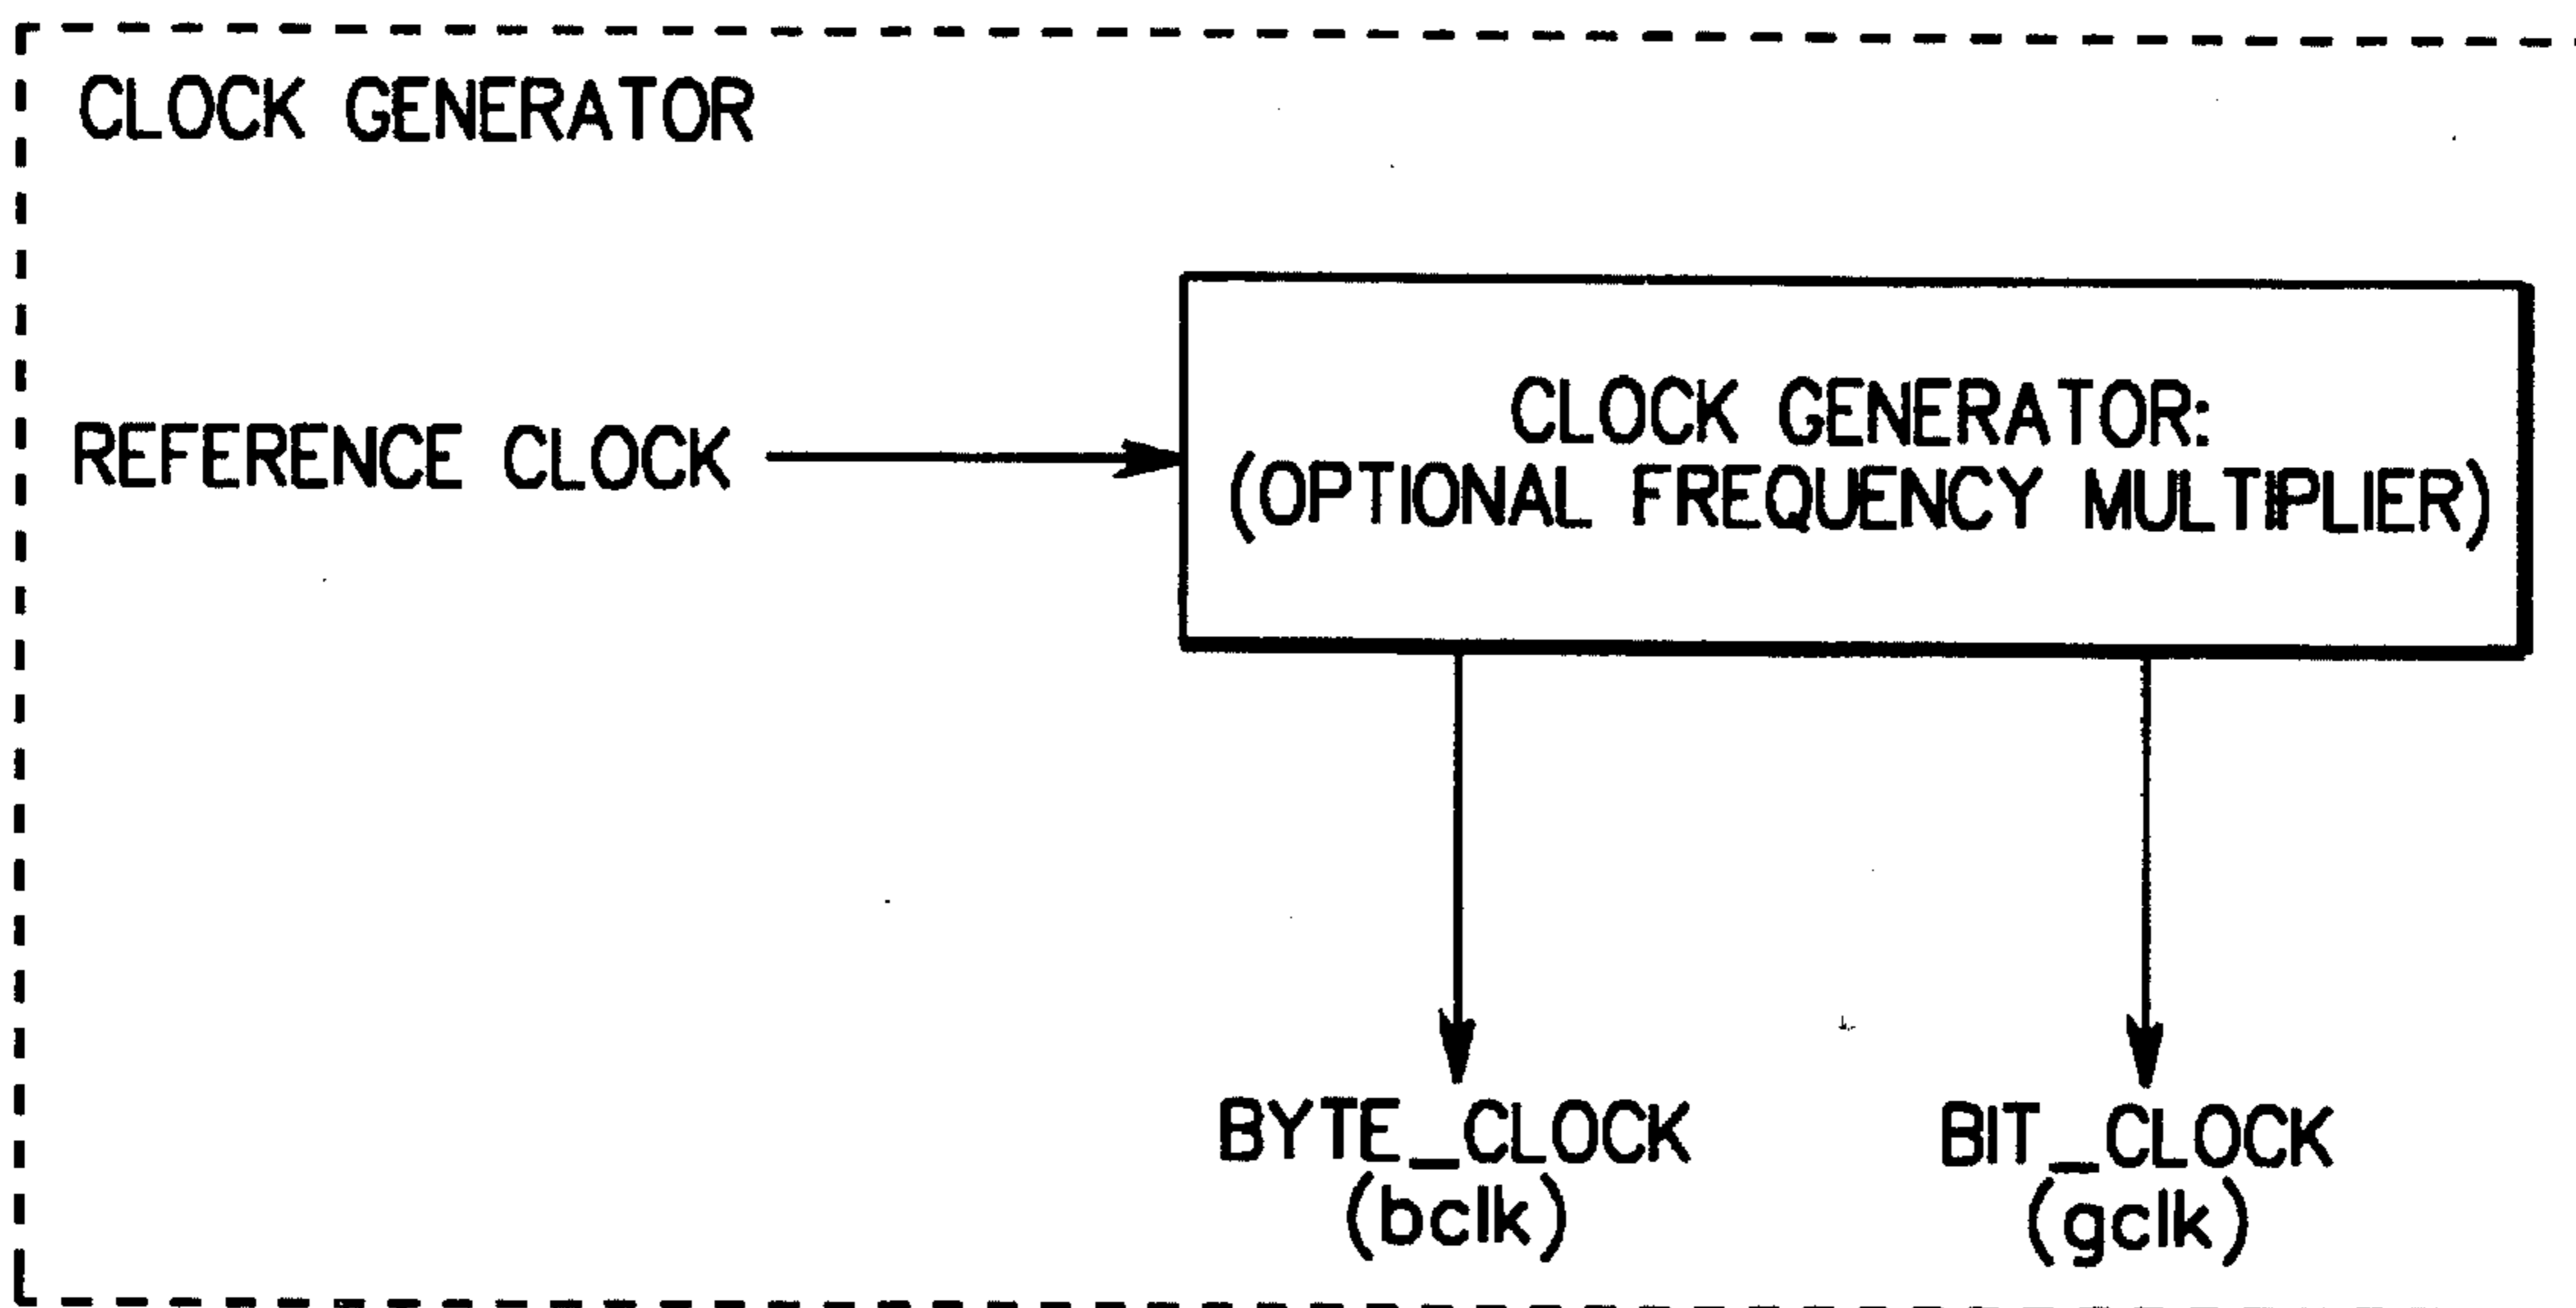 CLOCK GENERATOR
REFERENCE CLOCK
CLOCK GENERATOR:
(OPTIONAL FREQUENCY MULTIPLIER)
BYTE_CLOCK
(bclk)
BIT_CLOCK
(gclk)